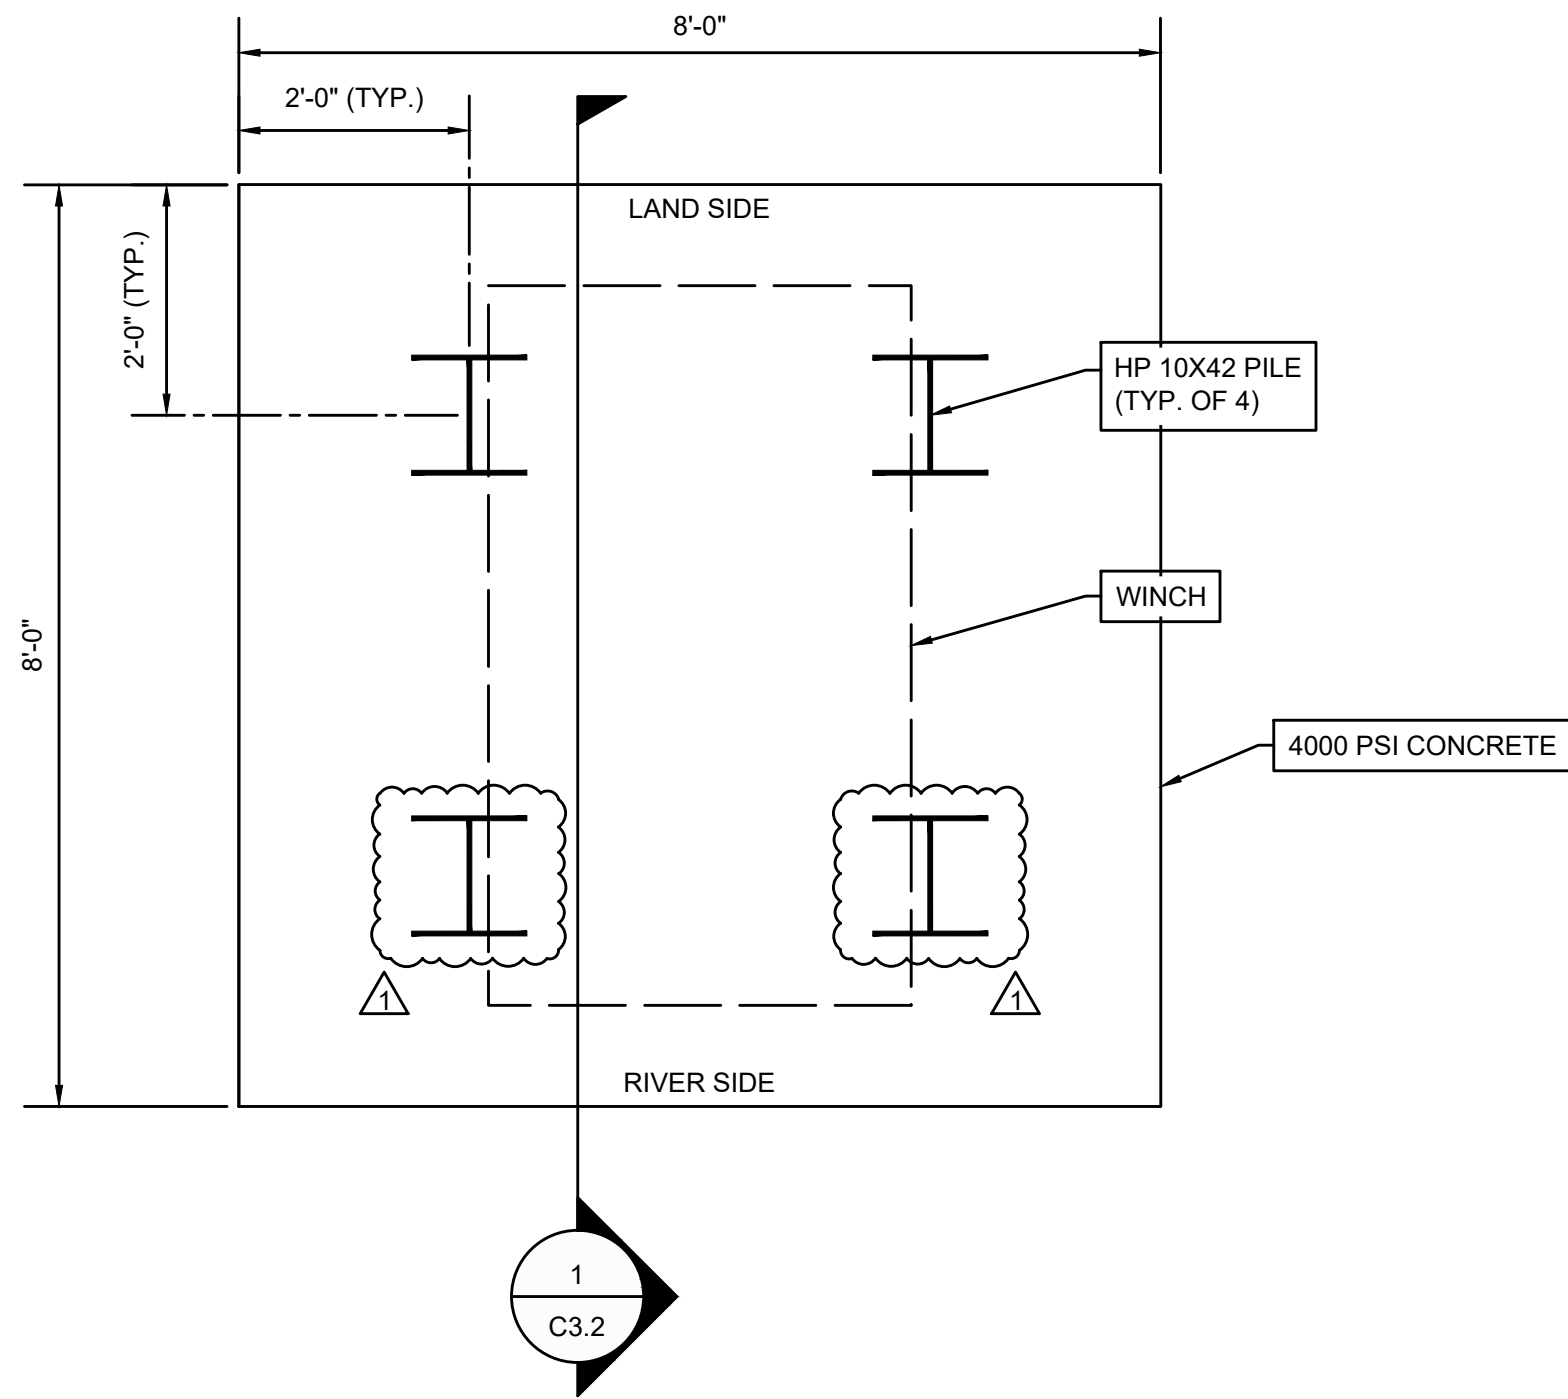 8'-0"
2'-0" (TYP.)
LAND SIDE
2'-0" (TYP.)
HP 10X42 PILE
(TYP. OF 4)
WINCH
8'-0"
4000 PSI CONCRETE
1
1
RIVER SIDE
1
C3.2